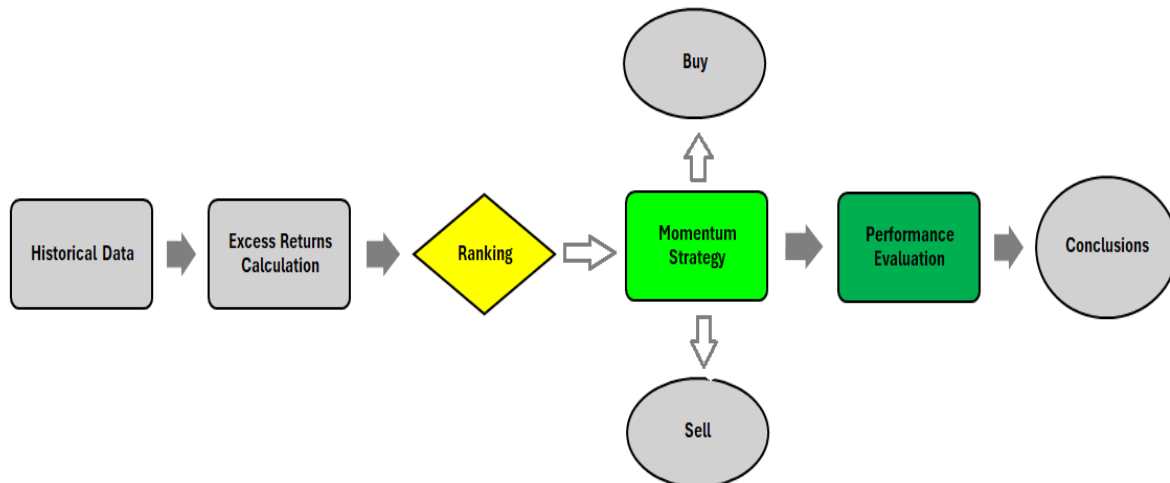 Buy
Historical Data
Excess Returns
Calculation
Ranking
Momentum
Strategy
Performance
Evaluation
Conclusions
Sell